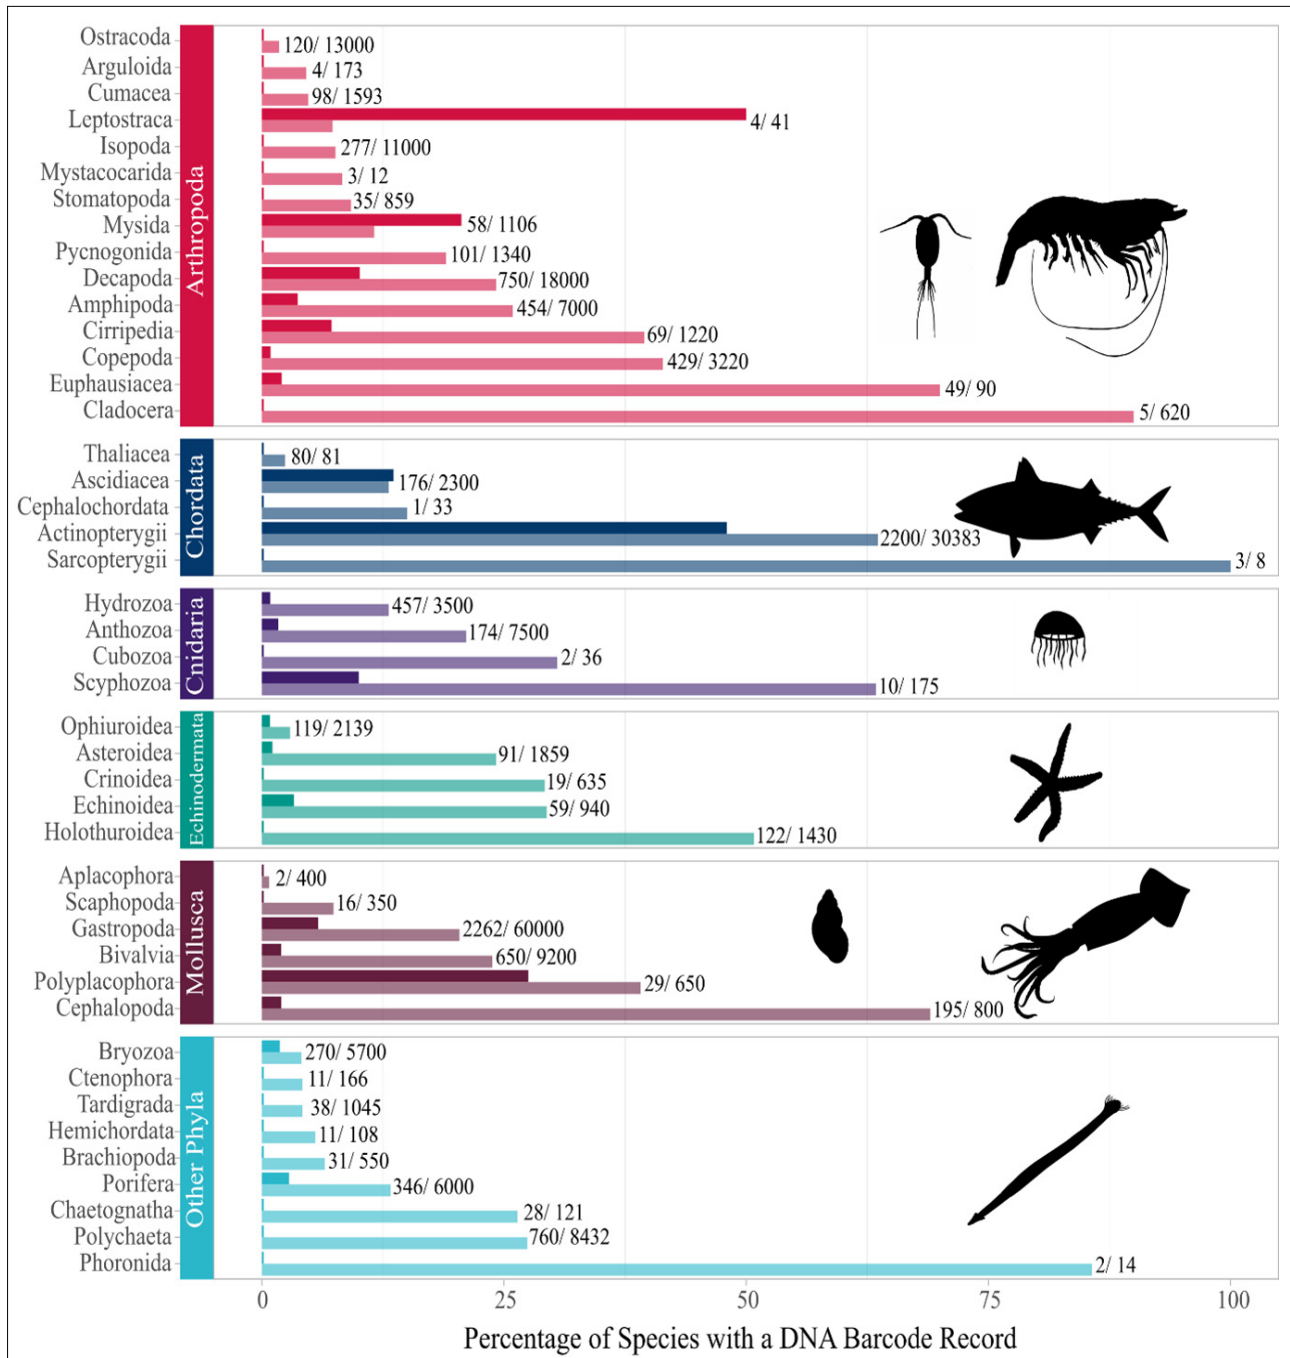 Arthropoda
Ostracoda 120/ 13000
Arguloida 4/ 173
Cumacea 98/ 1593
Leptostraca 4/ 41
Isopoda 277/ 11000
Mystacocarida 3/ 12
Stomatopoda 35/ 859
Mysida 58/ 1106
Pycnogonida 101/ 1340
Decapoda 750/ 18000
Amphipoda 454/ 7000
Cirripedia 69/ 1220
Copepoda 429/ 3220
Euphausiacea 49/ 90
Cladocera 5/ 620
Chordata
Thaliacea 80/ 81
Ascidiacea 176/ 2300
Cephalochordata 1/ 33
Actinopterygii 2200/ 30383
Sarcopterygii 3/ 8
Cnidaria
Hydrozoa 457/ 3500
Anthozoa 174/ 7500
Cubozoa 2/ 36
Scyphozoa 10/ 175
Echinodermata
Ophiuroidea 119/ 2139
Asteroidea 91/ 1859
Crinoidea 19/ 635
Echinoidea 59/ 940
Holothuroidea 122/ 1430
Mollusca
Aplacophora 2/ 400
Scaphopoda 16/ 350
Gastropoda 2262/ 60000
Bivalvia 650/ 9200
Polyplacophora 29/ 650
Cephalopoda 195/ 800
Other Phyla
Bryozoa 270/ 5700
Ctenophora 11/ 166
Tardigrada 38/ 1045
Hemichordata 11/ 108
Brachiopoda 31/ 550
Porifera 346/ 6000
Chaetognatha 28/ 121
Polychaeta 760/ 8432
Phoronida 2/ 14
0 25 50 75 100
Percentage of Species with a DNA Barcode Record